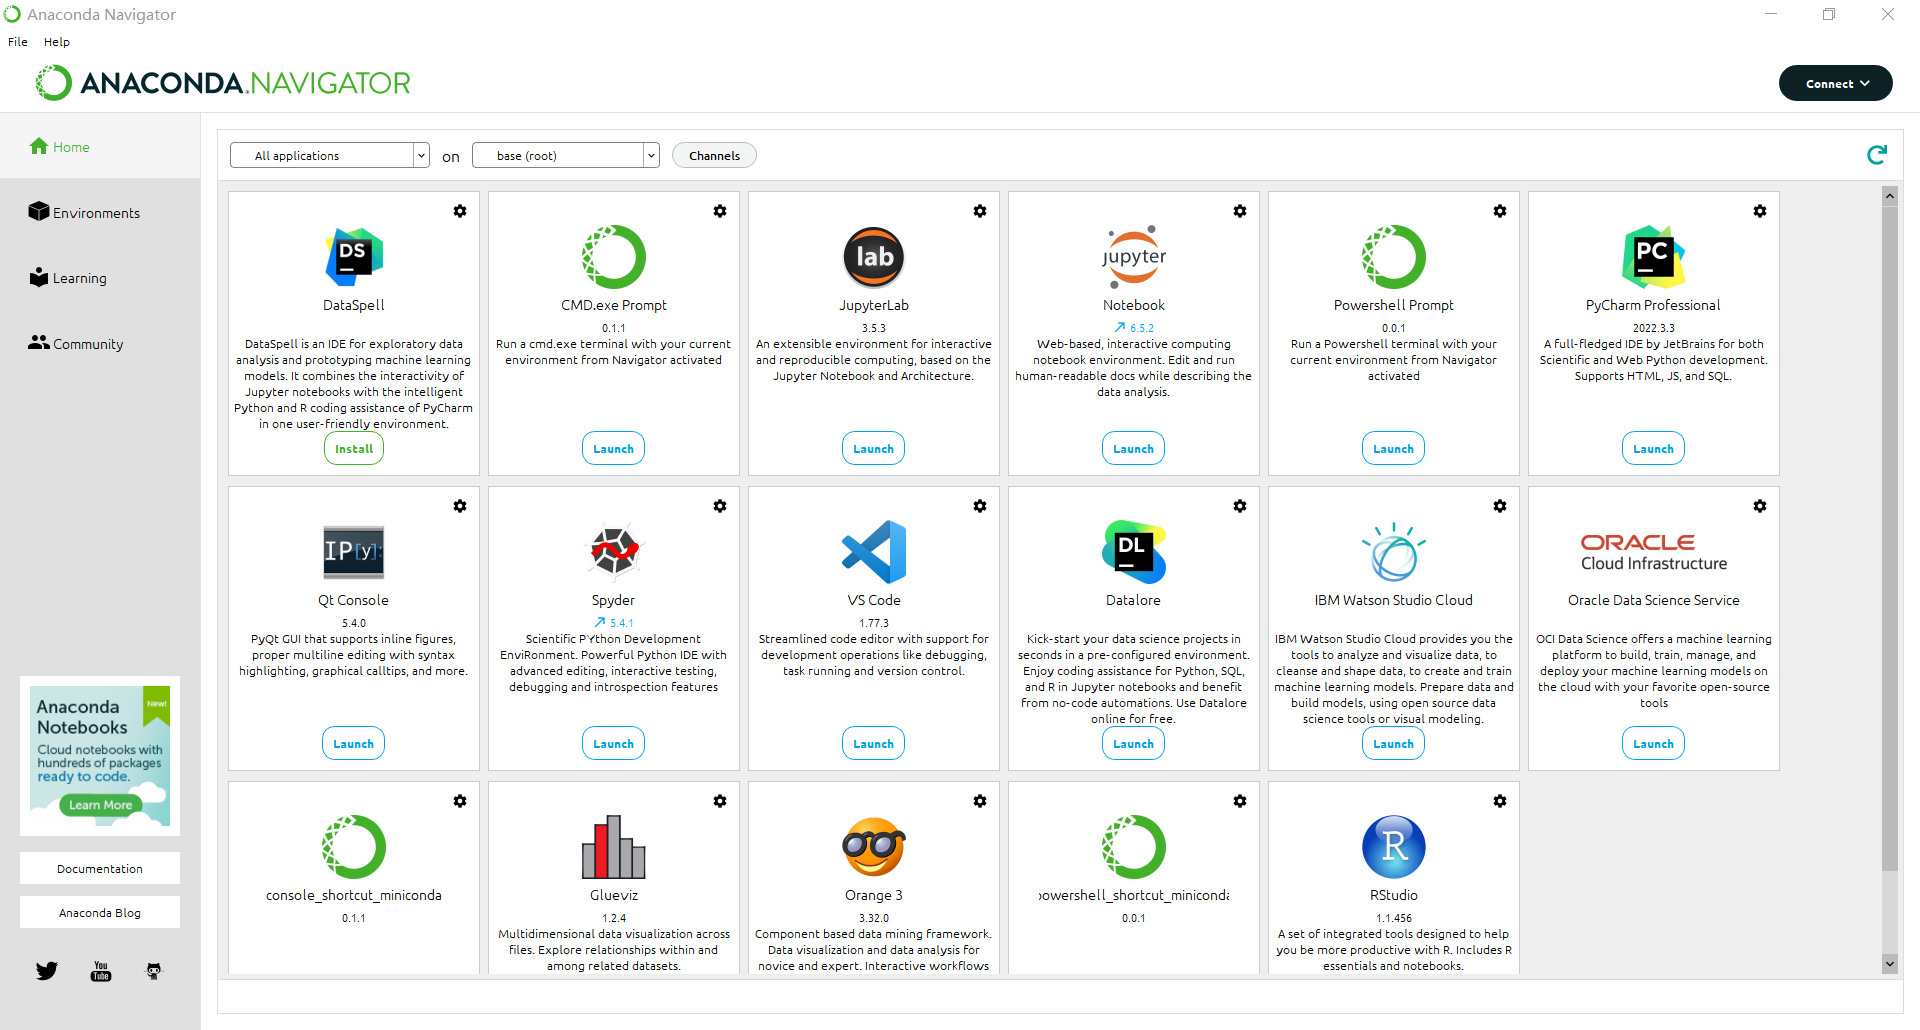 Anaconda Navigator
File Help
ANACONDA.NAVIGATOR
Connect
Home
Environments
Learning
Community
All applications on base (root) Channels
DS
DataSpell
DataSpell is an IDE for exploratory data
analysis and prototyping machine learning
models. It combines the interactivity of
Jupyter notebooks with the intelligent
Python and R coding assistance of PyCharm
in one user-friendly environment.
Install
CMD.exe Prompt
0.1.1
Run a cmd.exe terminal with your current
environment from Navigator activated
Launch
lab
JupyterLab
3.5.3
An extensible environment for interactive
and reproducible computing, based on the
Jupyter Notebook and Architecture.
Launch
jupyter
Notebook
6.5.2
Web-based, interactive computing
notebook environment. Edit and run
human-readable docs while describing the
data analysis.
Launch
Powershell Prompt
0.0.1
Run a Powershell terminal with your
current environment from Navigator
activated
Launch
PC
PyCharm Professional
2022.3.3
A full-fledged IDE by JetBrains for both
Scientific and Web Python development.
Supports HTML, JS, and SQL.
Launch
IP[y]:
Qt Console
5.4.0
PyQt GUI that supports inline figures,
proper multiline editing with syntax
highlighting, graphical calltips, and more.
Launch
Spyder
5.4.1
Scientific PYthon Development
EnviRonment. Powerful Python IDE with
advanced editing, interactive testing,
debugging and introspection features
Launch
VS Code
1.77.3
Streamlined code editor with support for
development operations like debugging,
task running and version control.
Launch
DL
Datalore
Kick-start your data science projects in
seconds in a pre-configured environment.
Enjoy coding assistance for Python, SQL,
and R in Jupyter notebooks and benefit
from no-code automations. Use Datalore
online for free.
Launch
IBM Watson Studio Cloud
IBM Watson Studio Cloud provides you the
tools to analyze and visualize data, to
cleanse and shape data, to create and train
machine learning models. Prepare data and
build models, using open source data
science tools or visual modeling.
Launch
ORACLE
Cloud Infrastructure
Oracle Data Science Service
OCI Data Science offers a machine learning
platform to build, train, manage, and
deploy your machine learning models on
the cloud with your favorite open-source
tools
Launch
console_shortcut_miniconda
0.1.1
Glueviz
1.2.4
Multidimensional data visualization across
files. Explore relationships within and
among related datasets.
Orange 3
3.32.0
Component based data mining framework.
Data visualization and data analysis for
novice and expert. Interactive workflows
powershell_shortcut_miniconda
0.0.1
R
RStudio
1.1.456
A set of integrated tools designed to help
you be more productive with R. Includes R
essentials and notebooks.
New!
Anaconda
Notebooks
Cloud notebooks with
hundreds of packages
ready to code.
Learn More
Documentation
Anaconda Blog
You
Tube